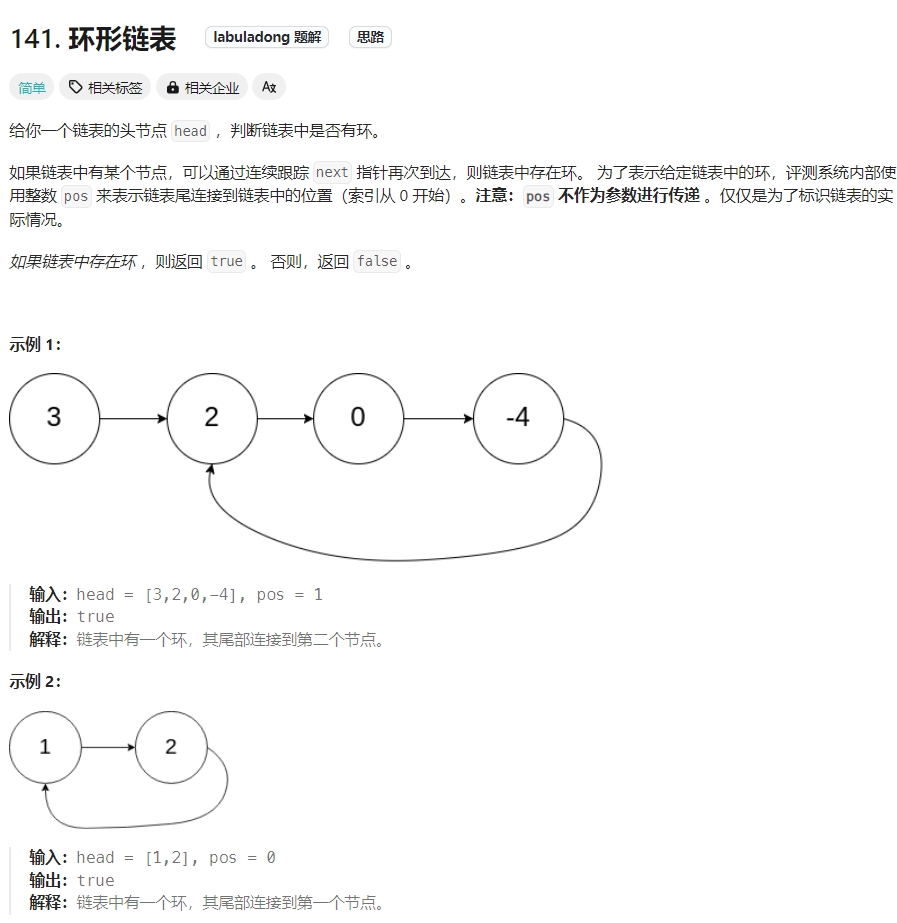 141. 环形链表 labuladong 题解 思路
简单 相关标签 相关企业 Aあ
给你一个链表的头节点 head ，判断链表中是否有环。
如果链表中有某个节点，可以通过连续跟踪 next 指针再次到达，则链表中存在环。 为了表示给定链表中的环，评测系统内部使
用整数 pos 来表示链表尾连接到链表中的位置（索引从 0 开始）。注意：pos 不作为参数进行传递 。仅仅是为了标识链表的实
际情况。
如果链表中存在环 ，则返回 true 。 否则，返回 false 。
示例 1：
3 2 0 -4
输入：head = [3,2,0,-4], pos = 1
输出：true
解释：链表中有一个环，其尾部连接到第二个节点。
示例 2：
1 2
输入：head = [1,2], pos = 0
输出：true
解释：链表中有一个环，其尾部连接到第一个节点。